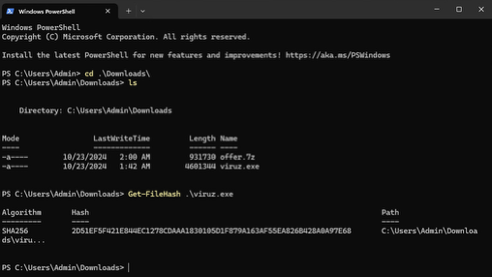 Windows PowerShell
Windows PowerShell
Copyright (C) Microsoft Corporation. All rights reserved.
Install the latest PowerShell for new features and improvements! https://aka.ms/PSWindows
PS C:\Users\Admin> cd .\Downloads\
PS C:\Users\Admin\Downloads> ls
Directory: C:\Users\Admin\Downloads
Mode LastWriteTime Length Name
---- ------------- ------ ----
-a---- 10/23/2024 2:00 AM 931730 offer.7z
-a---- 10/23/2024 1:42 AM 4601344 viruz.exe
PS C:\Users\Admin\Downloads> Get-FileHash .\viruz.exe
Algorithm Hash Path
--------- ---- ----
SHA256 2D51EF5F421EB44EC1278CDAAA1830105D1F879A163AF55EA826B428A0A97E68 C:\Users\Admin\Downloa
ds\viru...
PS C:\Users\Admin\Downloads>